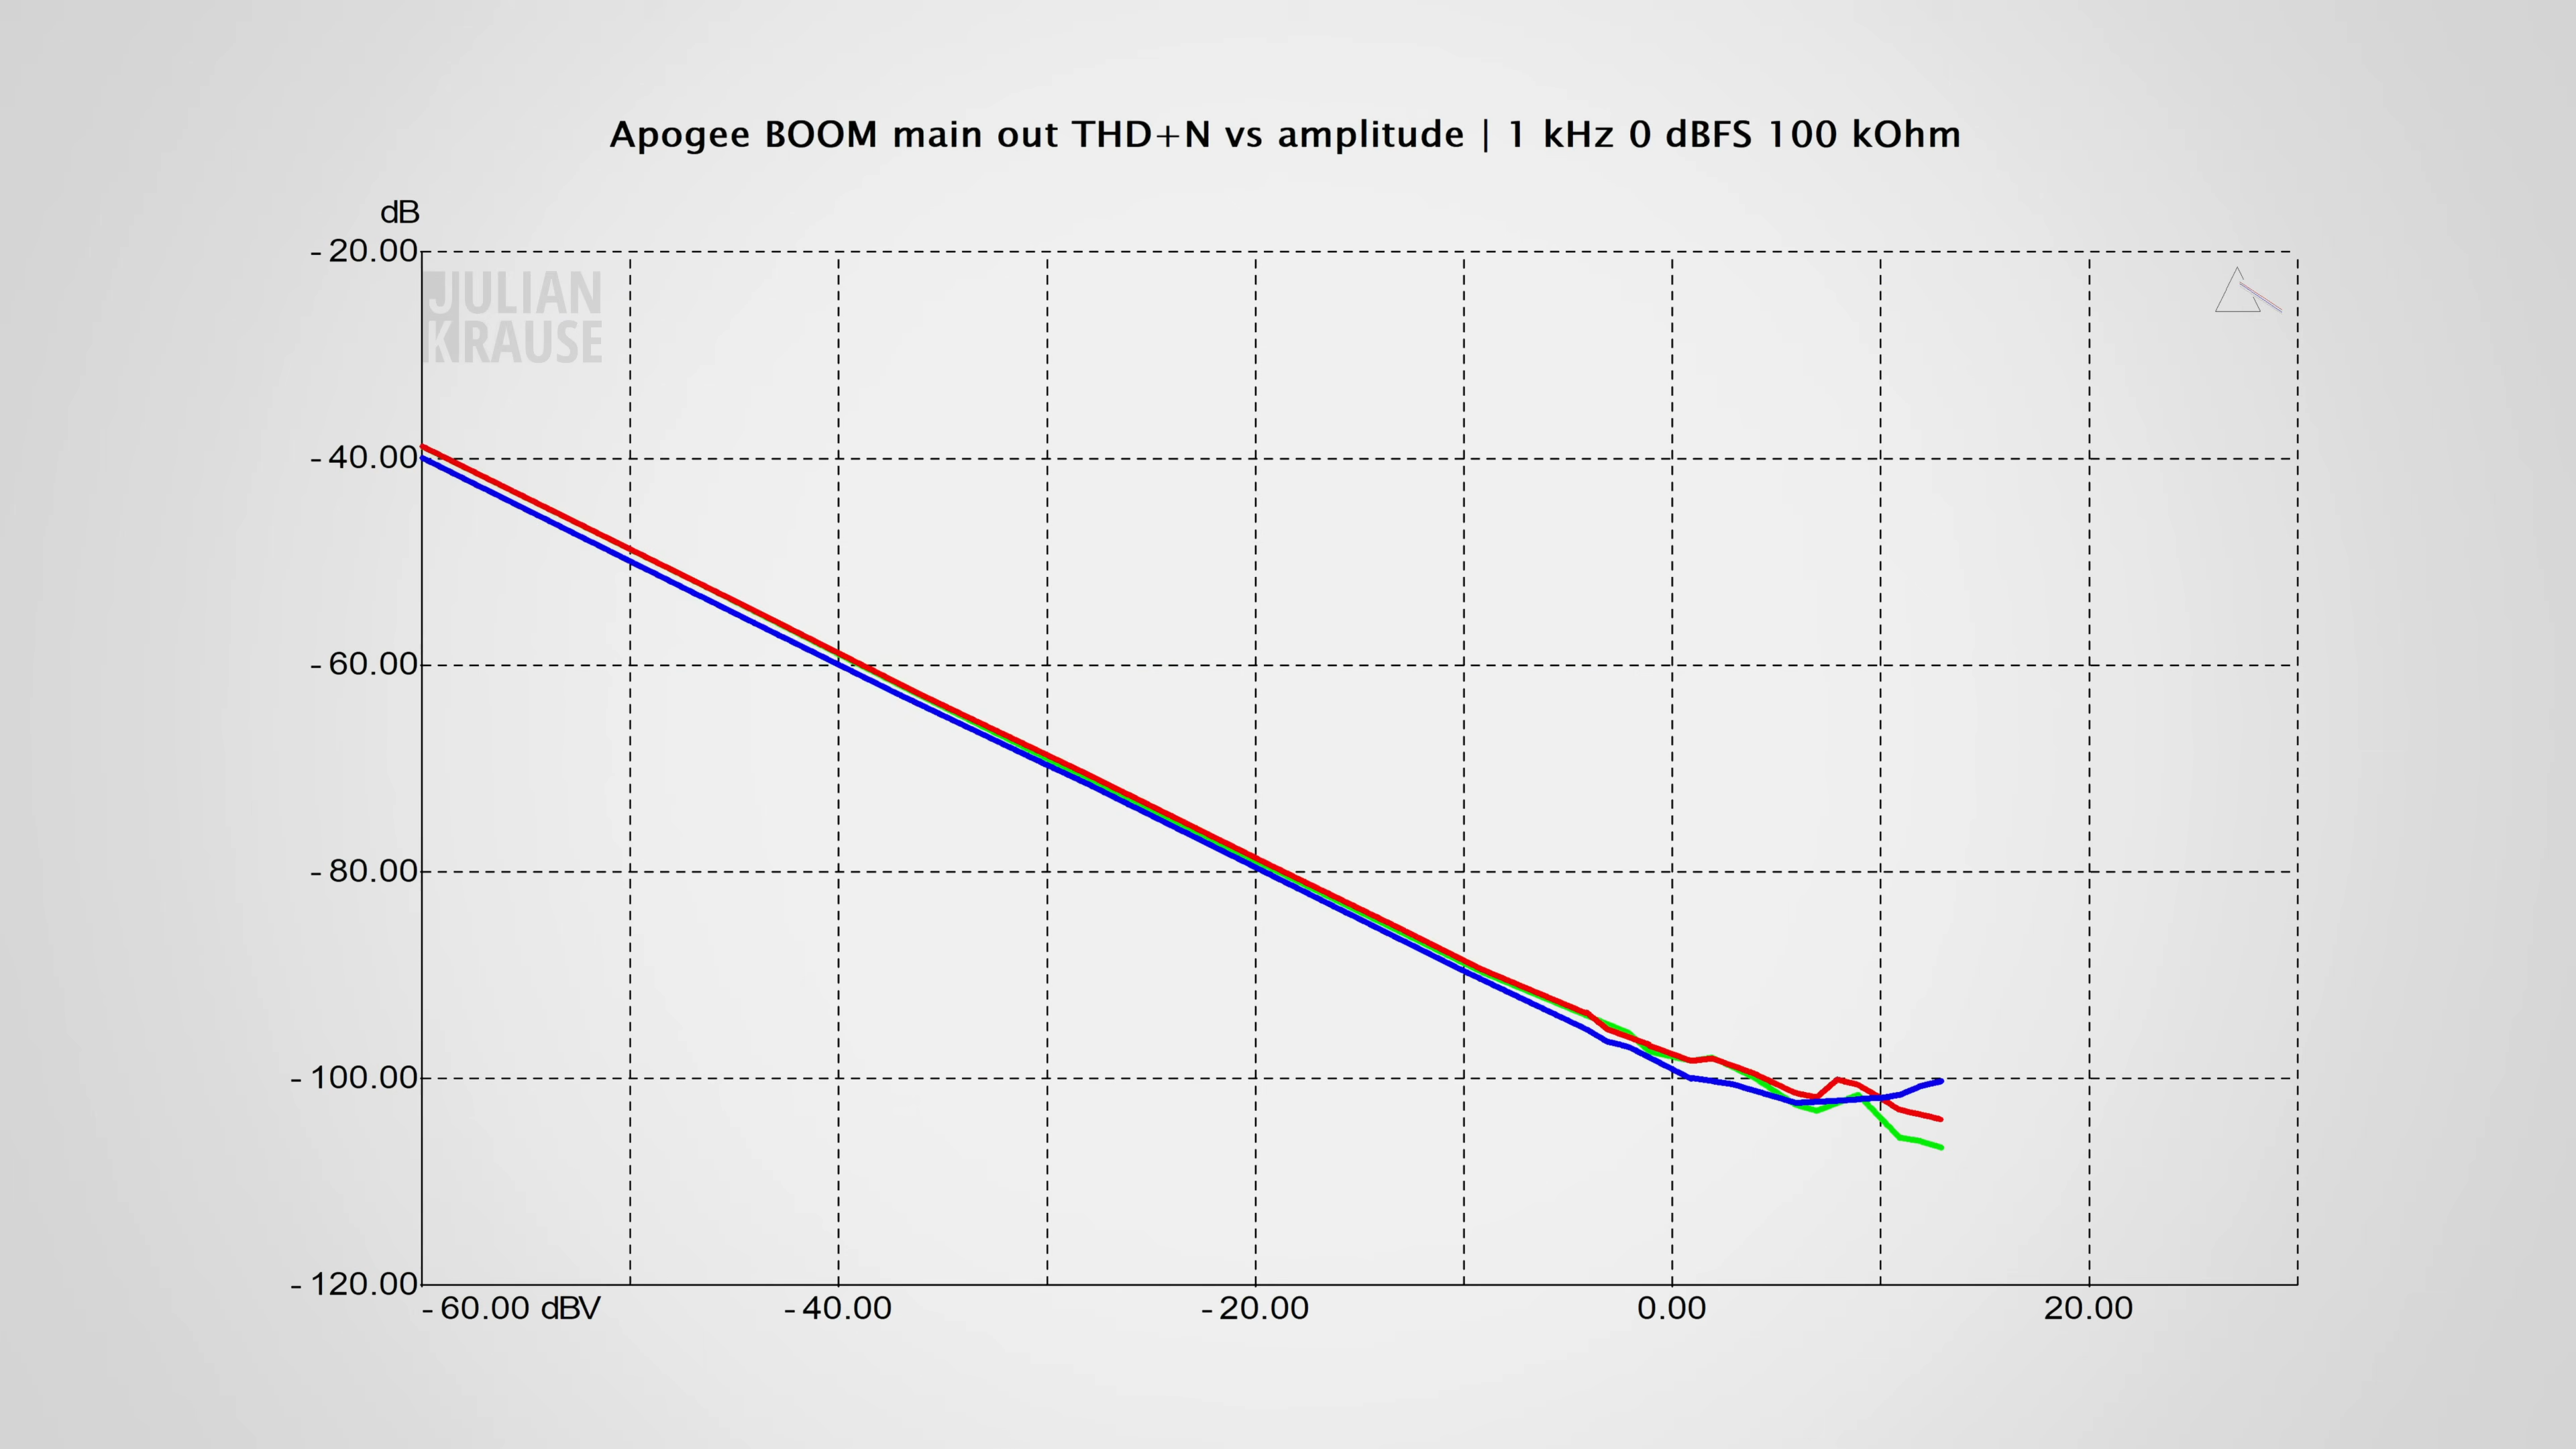 Apogee BOOM main out THD+N vs amplitude | 1 kHz 0 dBFS 100 kOhm
dB
-20.00
JULIAN
KRAUSE
-40.00
-60.00
-80.00
-100.00
-120.00
-60.00 dBV -40.00 -20.00 0.00 20.00